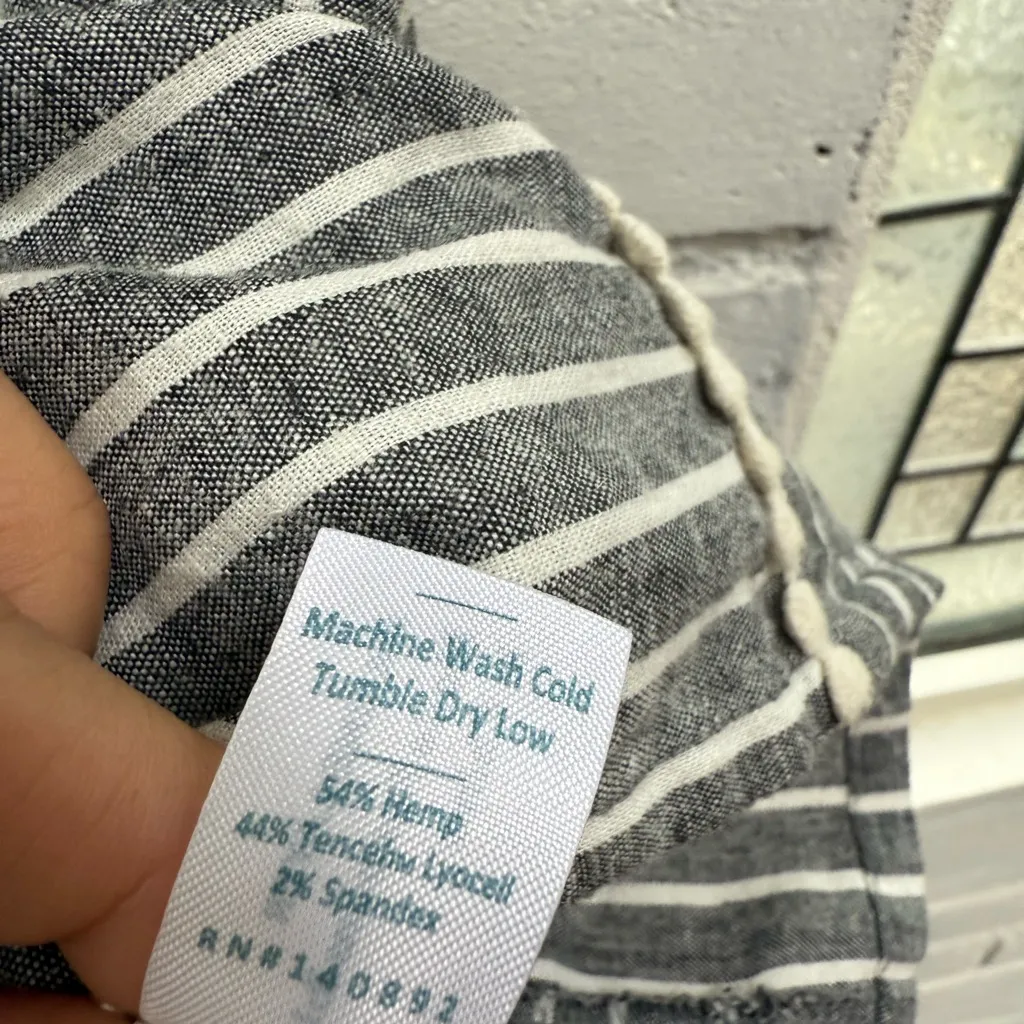 Machine Wash Cold
Tumble Dry Low
54% Hemp
44% Tencel™ Lyocell
2% Spandex
RN#140892